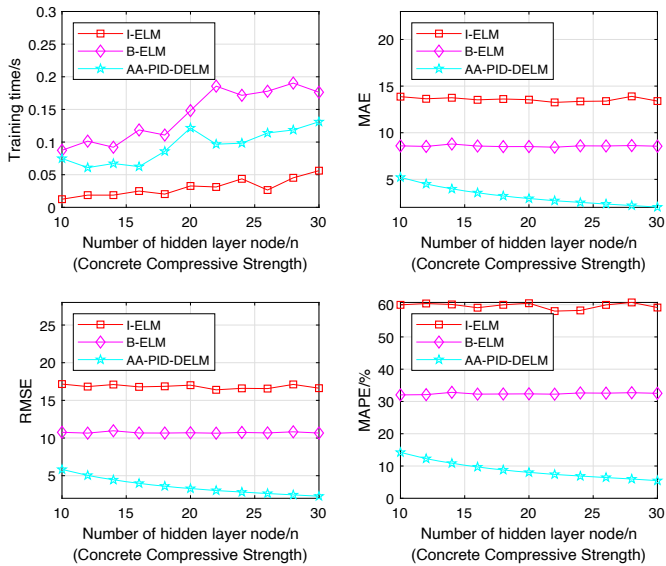 0.3
0.25
0.2
0.15
0.1
0.05
0
Training time/s
I-ELM
B-ELM
AA-PID-DELM
10 15 20 25 30
Number of hidden layer node/n
(Concrete Compressive Strength)
20
15
10
5
MAE
I-ELM
B-ELM
AA-PID-DELM
10 15 20 25 30
Number of hidden layer node/n
(Concrete Compressive Strength)
25
20
15
10
5
RMSE
I-ELM
B-ELM
AA-PID-DELM
10 15 20 25 30
Number of hidden layer node/n
(Concrete Compressive Strength)
60
50
40
30
20
10
0
MAPE/%
I-ELM
B-ELM
AA-PID-DELM
10 15 20 25 30
Number of hidden layer node/n
(Concrete Compressive Strength)